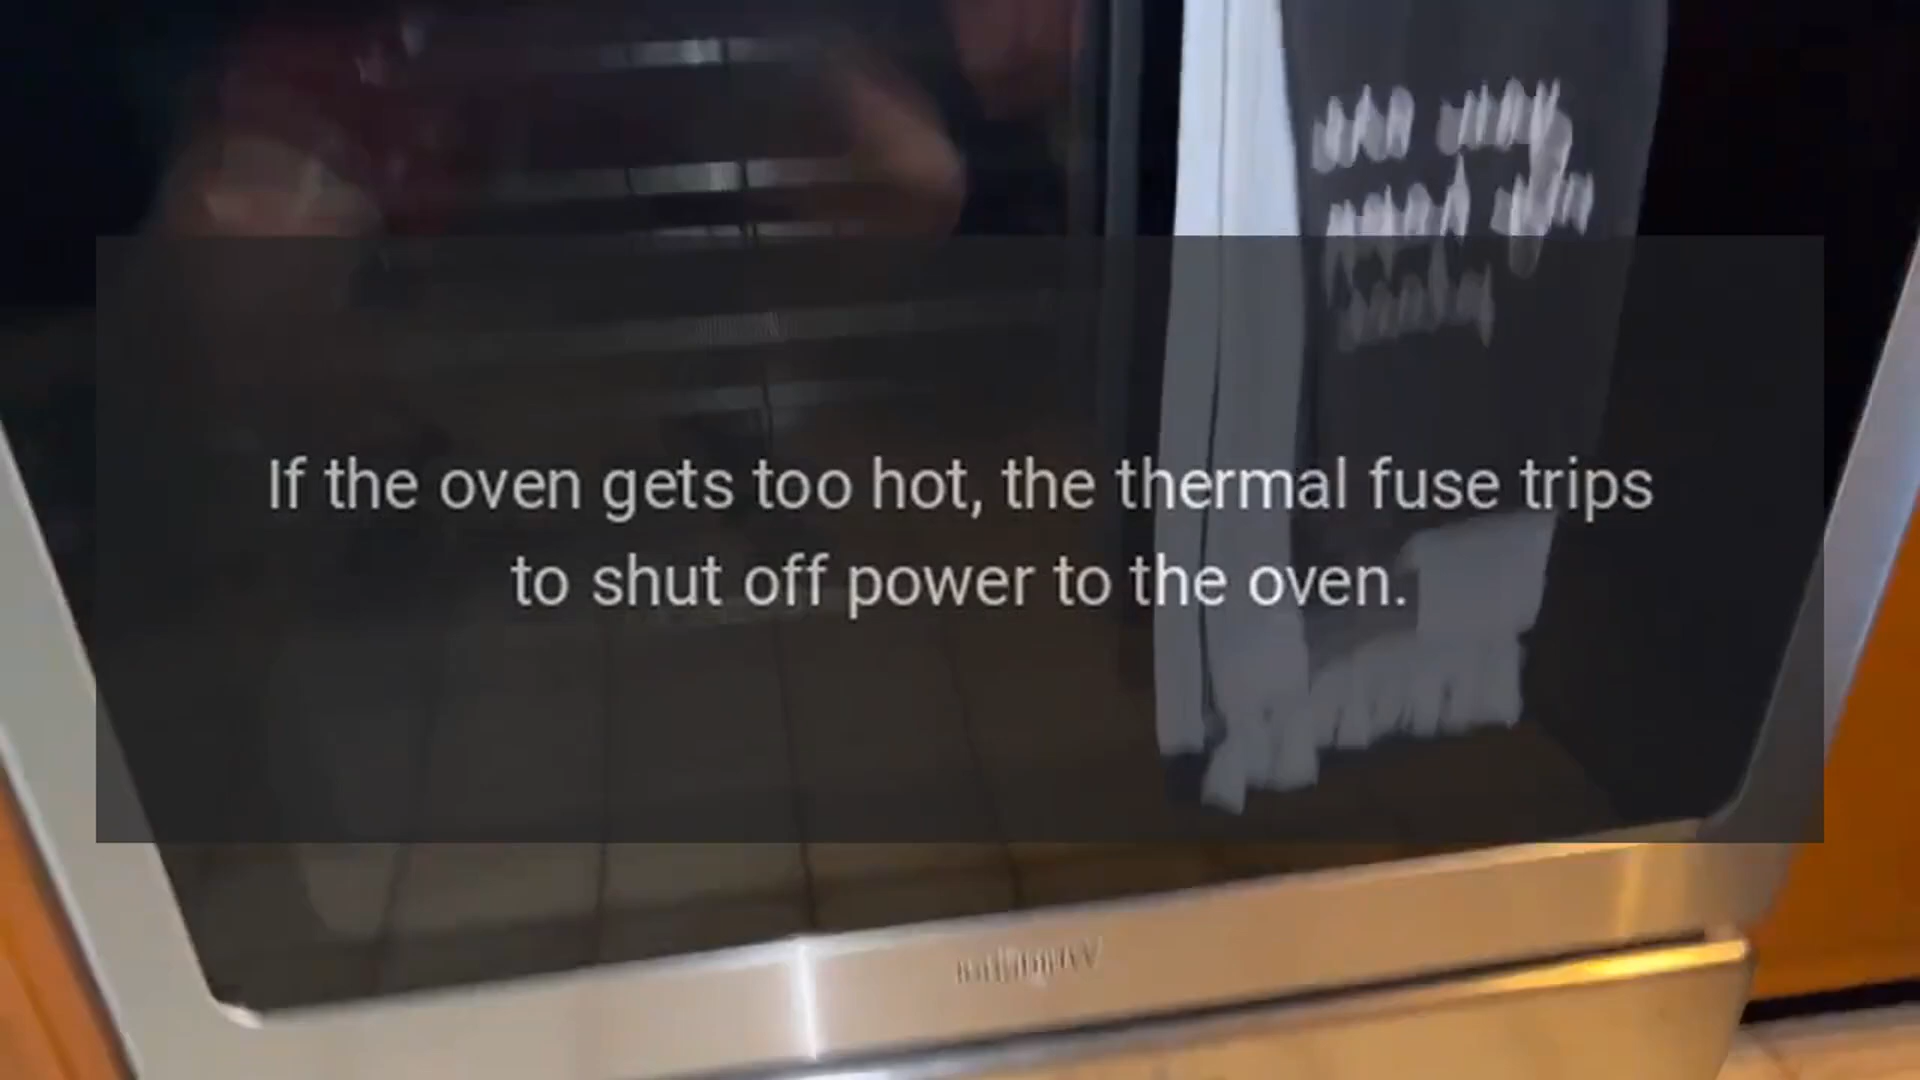 If the oven gets too hot, the thermal fuse trips
to shut off power to the oven.